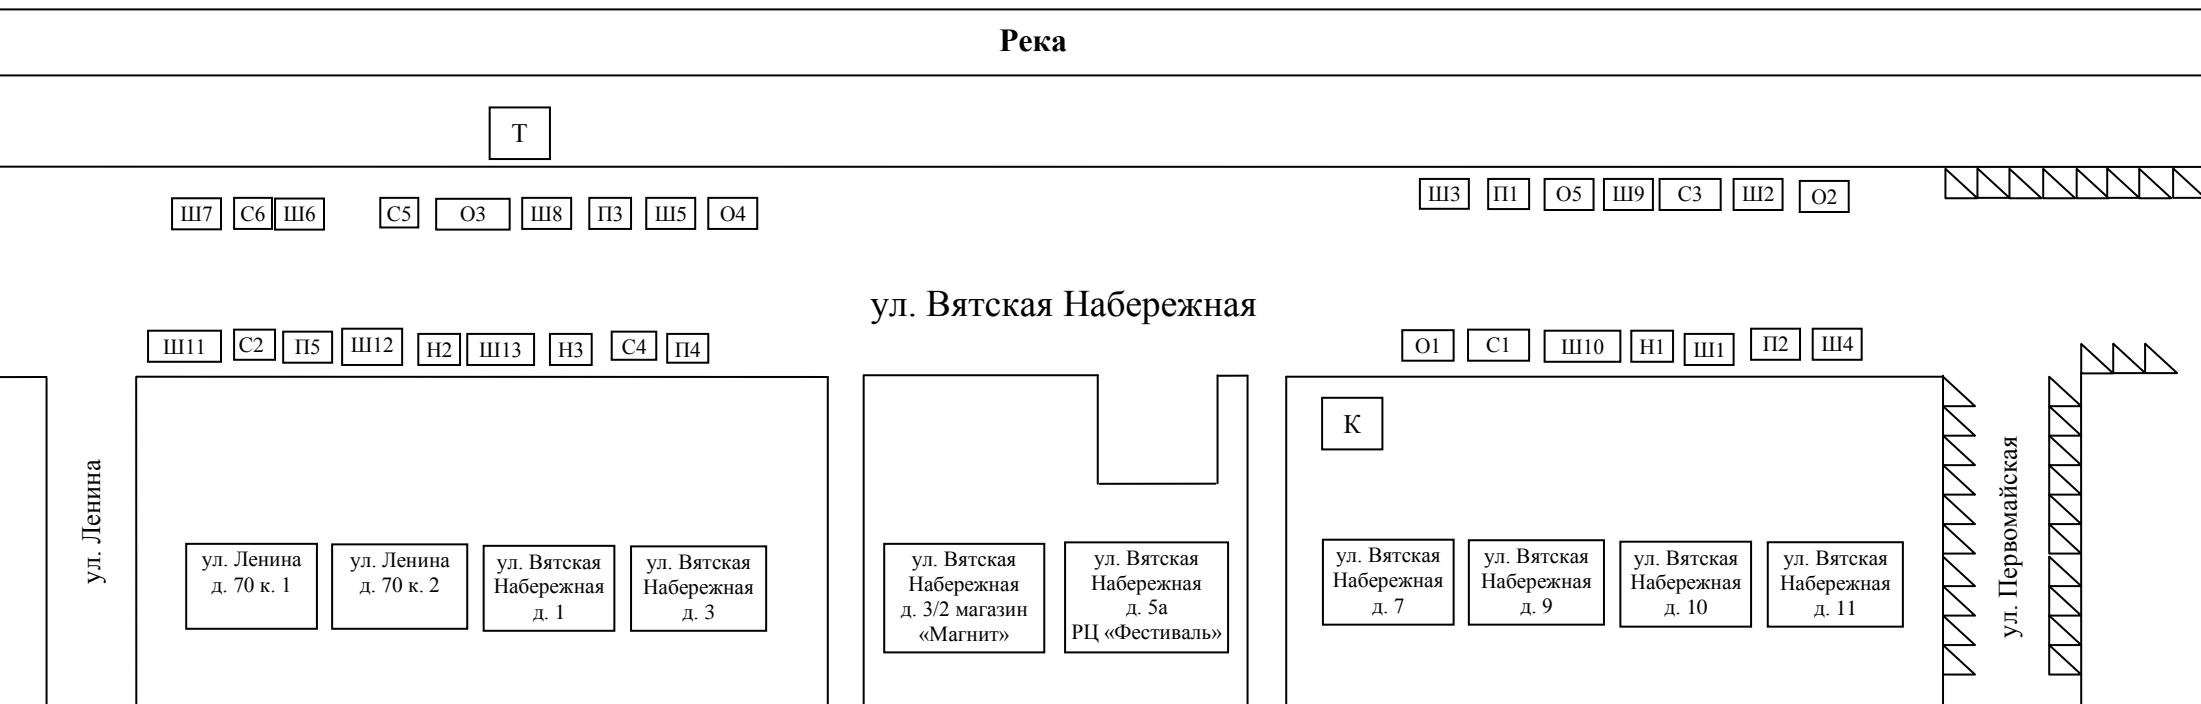 Река
Т
Ш7 С6 Ш6 С5 О3 Ш8 П3 Ш5 О4
Ш3 П1 О5 Ш9 С3 Ш2 О2
ул. Вятская Набережная
Ш11 С2 П5 Ш12 Н2 Ш13 Н3 С4 П4
О1 С1 Ш10 Н1 Ш1 П2 Ш4
К
ул. Ленина
ул. Ленина
д. 70 к. 1
ул. Ленина
д. 70 к. 2
ул. Вятская
Набережная
д. 1
ул. Вятская
Набережная
д. 3
ул. Вятская
Набережная
д. 3/2 магазин
«Магнит»
ул. Вятская
Набережная
д. 5а
РЦ «Фестиваль»
ул. Вятская
Набережная
д. 7
ул. Вятская
Набережная
д. 9
ул. Вятская
Набережная
д. 10
ул. Вятская
Набережная
д. 11
ул. Первомайская